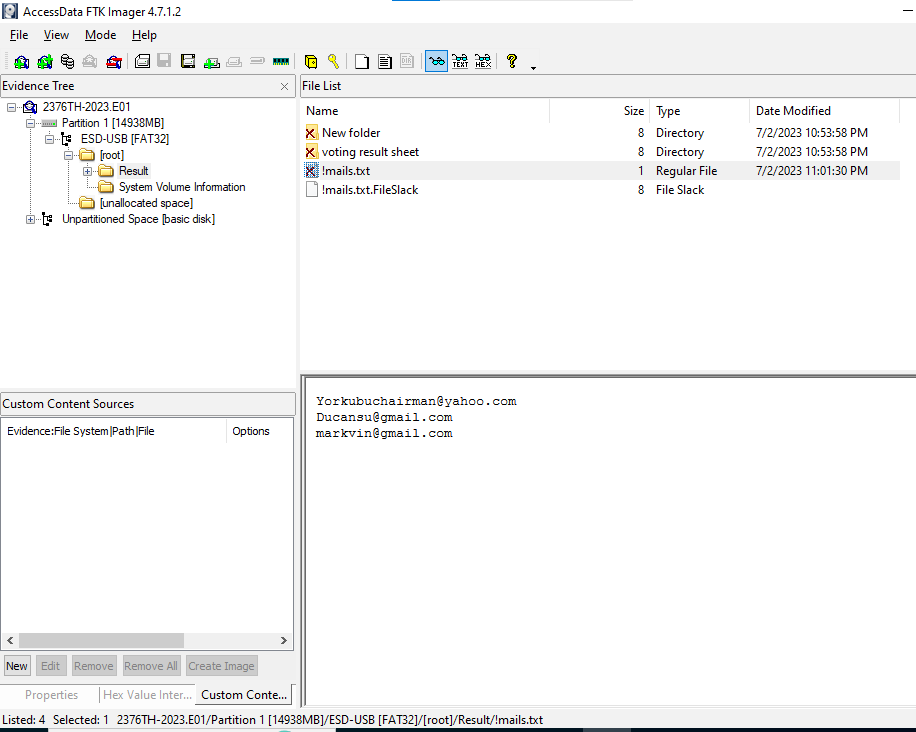 AccessData FTK Imager 4.7.1.2
File View Mode Help
Evidence Tree
2376TH-2023.E01
Partition 1 [14938MB]
ESD-USB [FAT32]
[root]
Result
System Volume Information
[unallocated space]
Unpartitioned Space [basic disk]
File List
Name Size Type Date Modified
New folder 8 Directory 7/2/2023 10:53:58 PM
voting result sheet 8 Directory 7/2/2023 10:53:58 PM
!mails.txt 1 Regular File 7/2/2023 11:01:30 PM
!mails.txt.FileSlack 8 File Slack
Custom Content Sources
Evidence:File System|Path|File Options
New Edit Remove Remove All Create Image
Properties Hex Value Inter... Custom Conte...
Yorkubuchairman@yahoo.com
Ducansu@gmail.com
markvin@gmail.com
Listed: 4 Selected: 1 2376TH-2023.E01/Partition 1 [14938MB]/ESD-USB [FAT32]/[root]/Result/!mails.txt